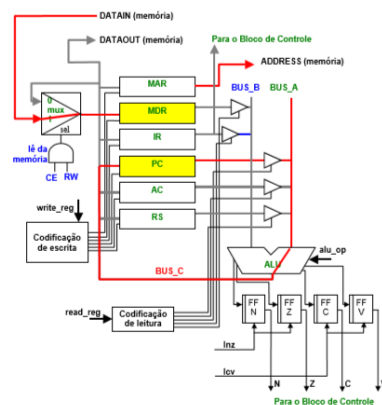 DATAIN (memória)
DATAOUT (memória)
Para o Bloco de Controle
ADDRESS (memória)
BUS_B
BUS_A
MAR
0
mux
1
sel
MDR
IR
lê da
memória
CE
RW
PC
write_reg
AC
RS
Codificação
de escrita
ALU
alu_op
BUS_C
read_reg
Codificação
de leitura
FF
N
FF
Z
FF
C
FF
V
lnz
lcv
N
Z
C
V
Para o Bloco de Controle